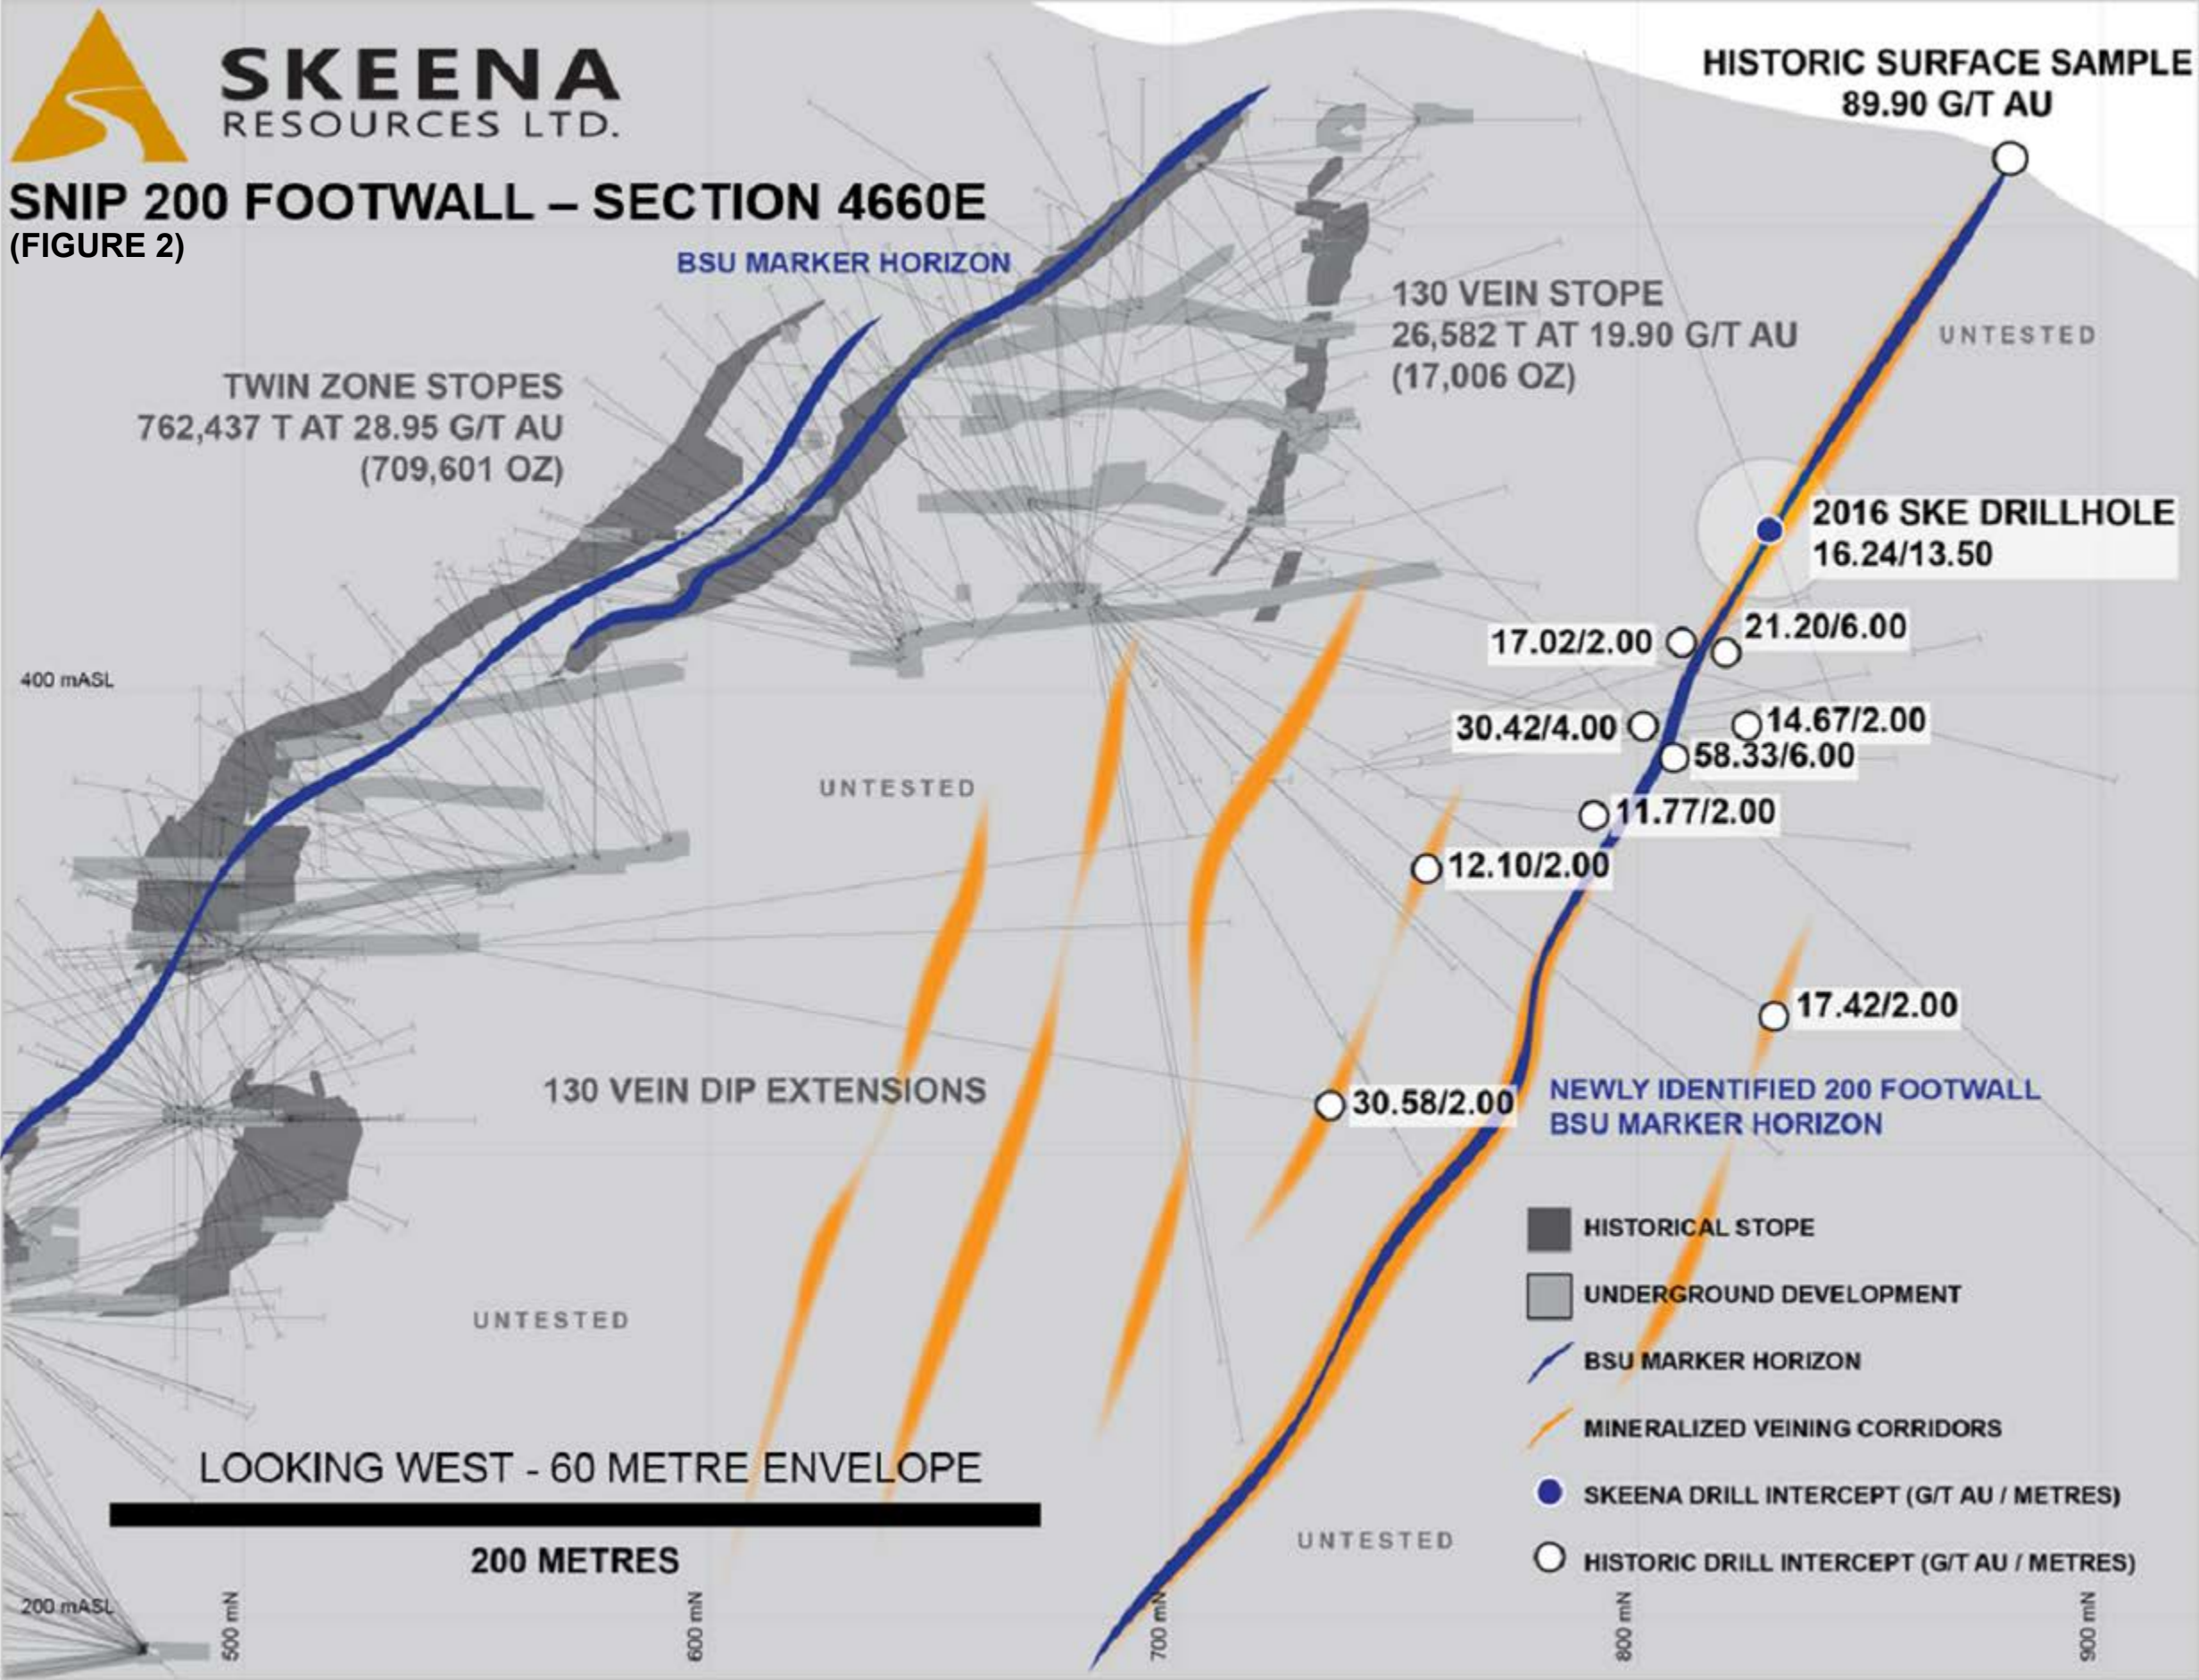 SKEENA
RESOURCES LTD.
SNIP 200 FOOTWALL – SECTION 4660E
(FIGURE 2)
HISTORIC SURFACE SAMPLE
89.90 G/T AU
BSU MARKER HORIZON
130 VEIN STOPE
26,582 T AT 19.90 G/T AU
(17,006 OZ)
UNTESTED
TWIN ZONE STOPES
762,437 T AT 28.95 G/T AU
(709,601 OZ)
2016 SKE DRILLHOLE
16.24/13.50
17.02/2.00
21.20/6.00
400 mASL
30.42/4.00
14.67/2.00
58.33/6.00
UNTESTED
11.77/2.00
12.10/2.00
17.42/2.00
130 VEIN DIP EXTENSIONS
30.58/2.00
NEWLY IDENTIFIED 200 FOOTWALL
BSU MARKER HORIZON
UNTESTED
HISTORICAL STOPE
UNDERGROUND DEVELOPMENT
BSU MARKER HORIZON
MINERALIZED VEINING CORRIDORS
SKEENA DRILL INTERCEPT (G/T AU / METRES)
HISTORIC DRILL INTERCEPT (G/T AU / METRES)
LOOKING WEST - 60 METRE ENVELOPE
200 METRES
UNTESTED
200 mASL
500 mN
600 mN
700 mN
800 mN
900 mN